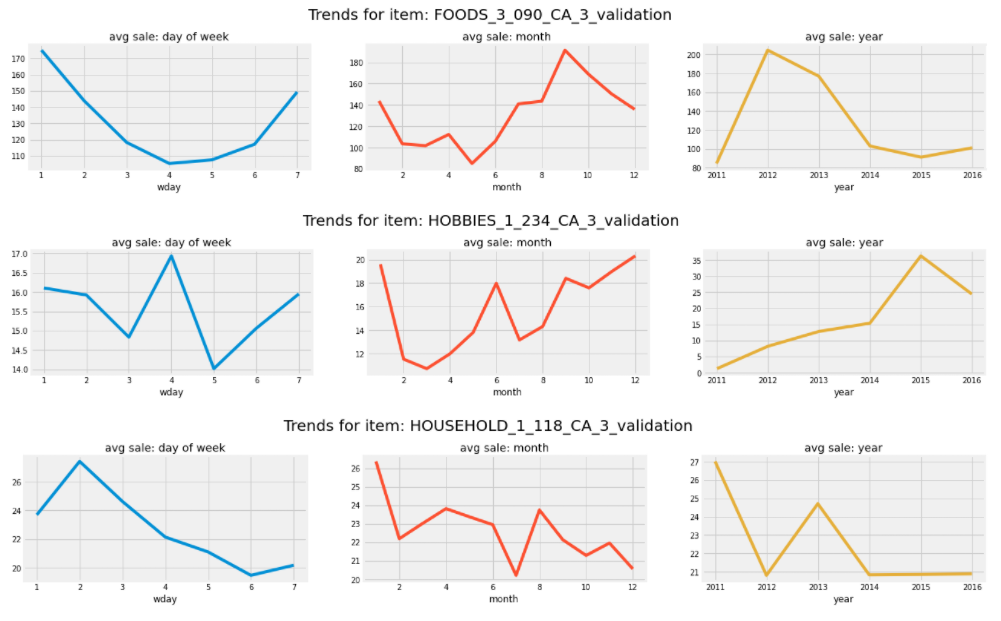 Trends for item: FOODS_3_090_CA_3_validation
avg sale: day of week
170
160
150
140
130
120
110
1 2 3 4 5 6 7
wday
avg sale: month
180
160
140
120
100
80
2 4 6 8 10 12
month
avg sale: year
200
180
160
140
120
100
80
2011 2012 2013 2014 2015 2016
year
Trends for item: HOBBIES_1_234_CA_3_validation
avg sale: day of week
17.0
16.5
16.0
15.5
15.0
14.5
14.0
1 2 3 4 5 6 7
wday
avg sale: month
20
18
16
14
12
2 4 6 8 10 12
month
avg sale: year
35
30
25
20
15
10
5
0
2011 2012 2013 2014 2015 2016
year
Trends for item: HOUSEHOLD_1_118_CA_3_validation
avg sale: day of week
26
24
22
20
1 2 3 4 5 6 7
wday
avg sale: month
26
25
24
23
22
21
20
2 4 6 8 10 12
month
avg sale: year
27
26
25
24
23
22
21
2011 2012 2013 2014 2015 2016
year